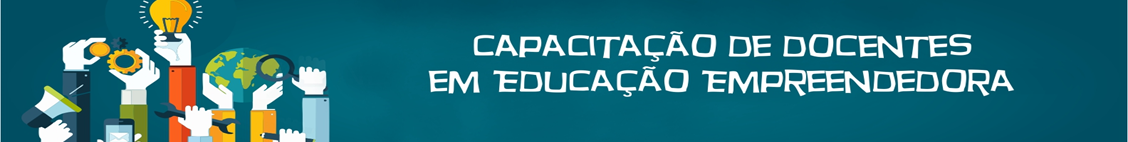 CAPACITAÇÃO DE DOCENTES
EM EDUCAÇÃO EMPREENDEDORA